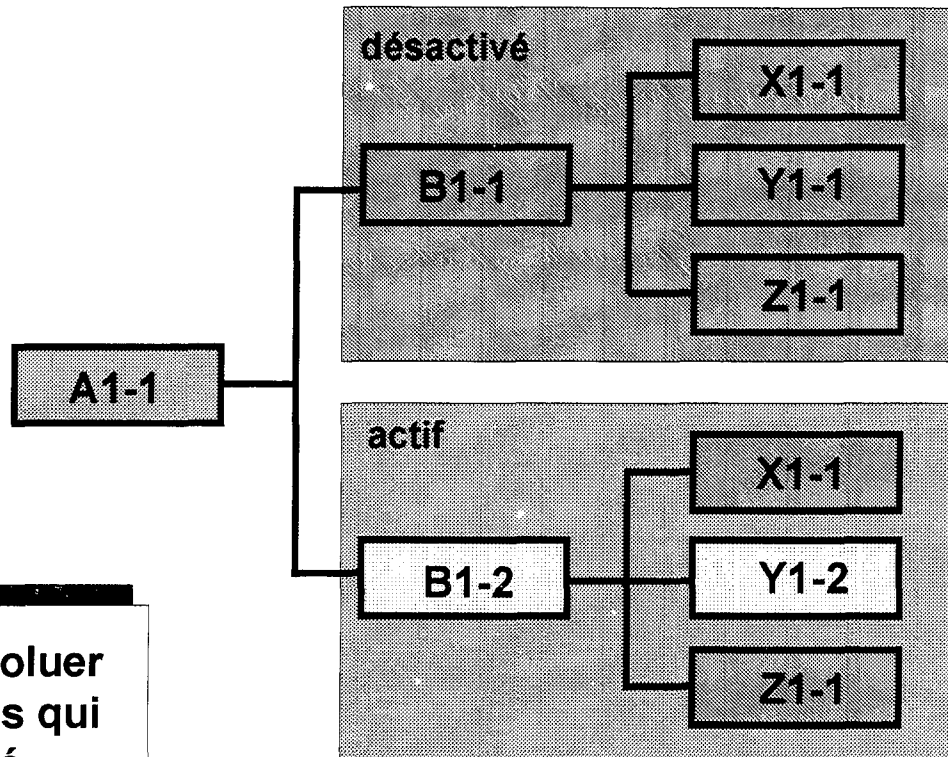 désactivé
X1-1
B1-1
Y1-1
Z1-1
A1-1
actif
X1-1
B1-2
Y1-2
Z1-1
oluer
s qui